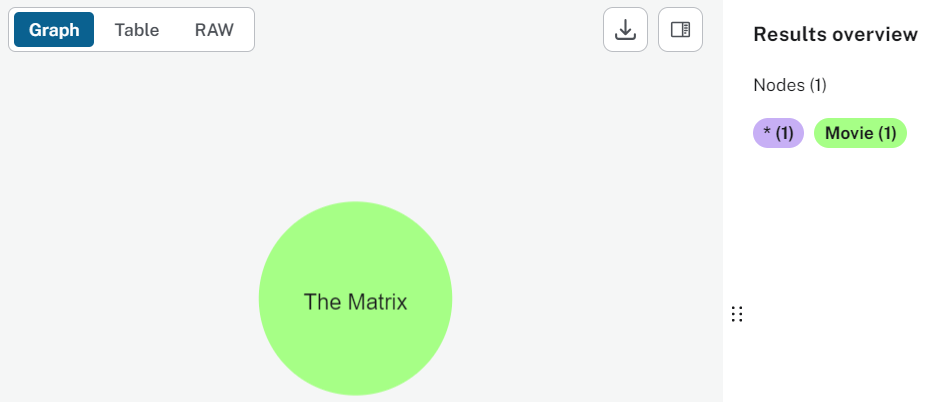 Graph Table RAW
Results overview
Nodes (1)
* (1) Movie (1)
The Matrix